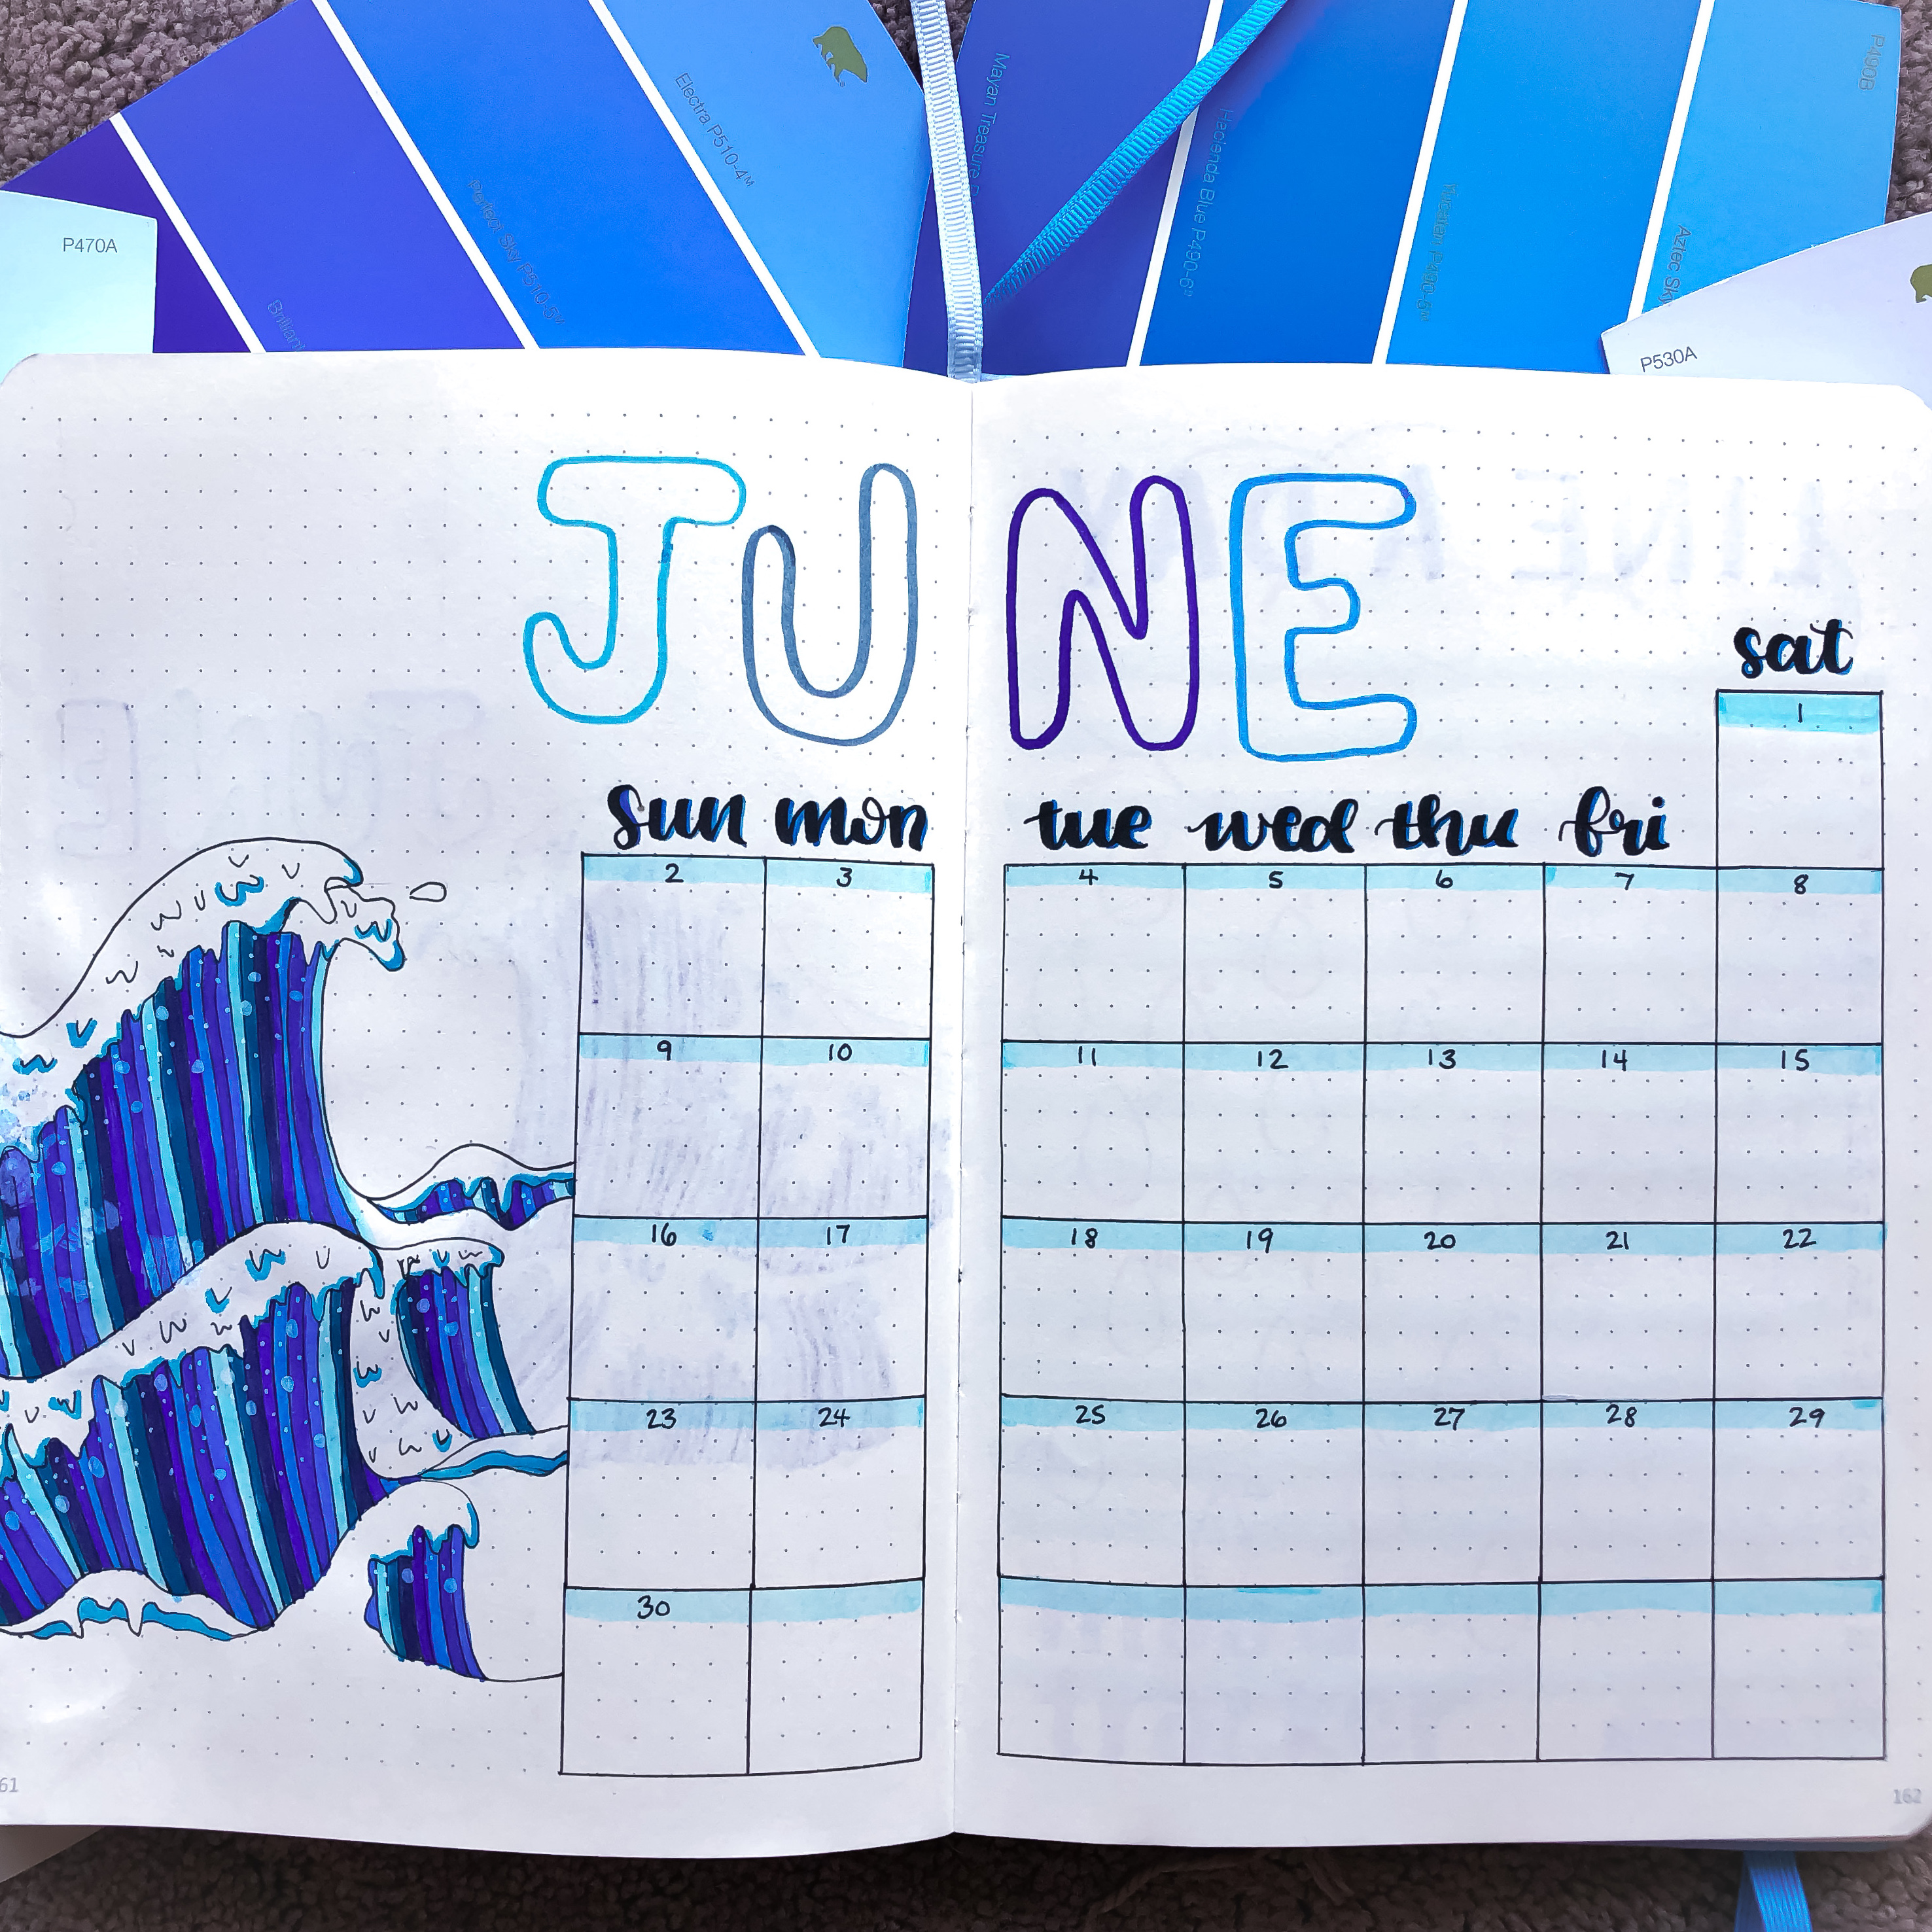 P470A
Brilliant
Perfect Sky P510-5
Electra P510-4
Mayan Treasure
Hacienda Blue P490-6
P490-5
Aztec Sky
P490B
P530A
JUNE
sat
1
sun mon tue wed thu fri
2 3 4 5 6 7 8
9 10 11 12 13 14 15
16 17 18 19 20 21 22
23 24 25 26 27 28 29
30
61
162